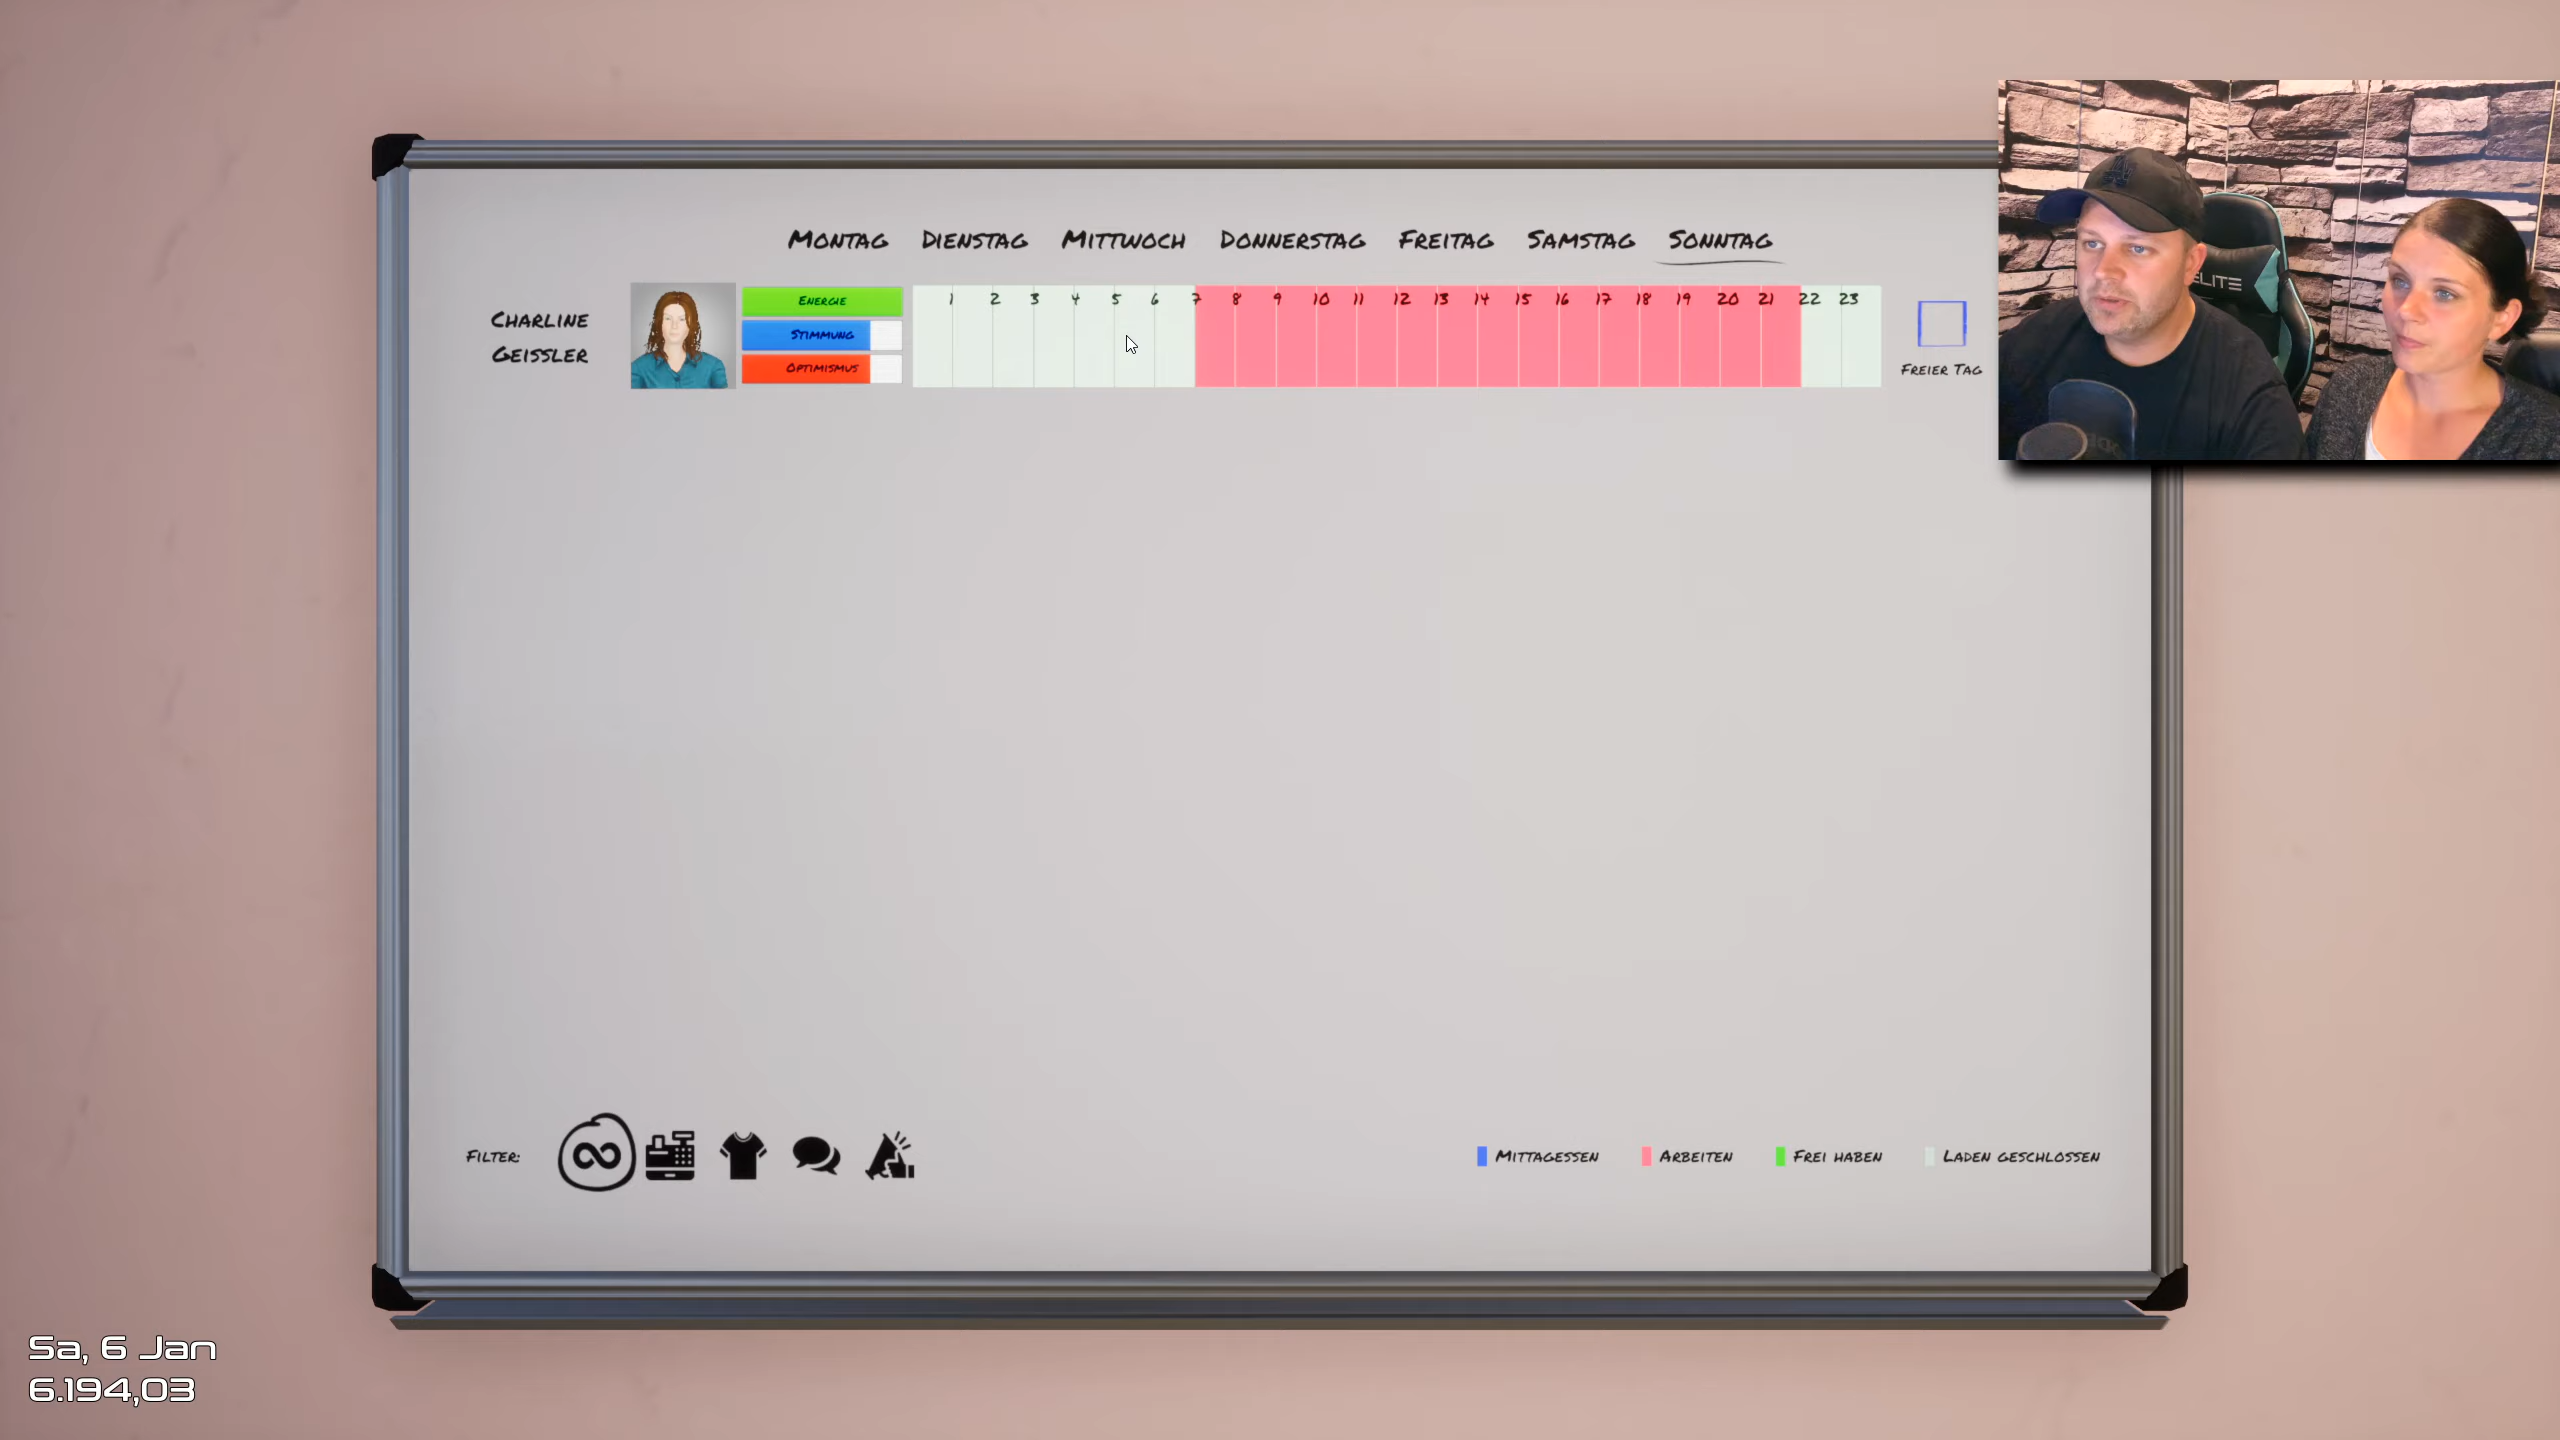 MONTAG DIENSTAG MITTWOCH DONNERSTAG FREITAG SAMSTAG SONNTAG
CHARLINE
GEISSLER
ENERGIE
STIMMUNG
OPTIMISMUS
1 2 3 4 5 6 7 8 9 10 11 12 13 14 15 16 17 18 19 20 21 22 23
FREIER TAG
ELITE
FILTER:
MITTAGESSEN ARBEITEN FREI HABEN LADEN GESCHLOSSEN
Sa, 6 Jan
6.194,03